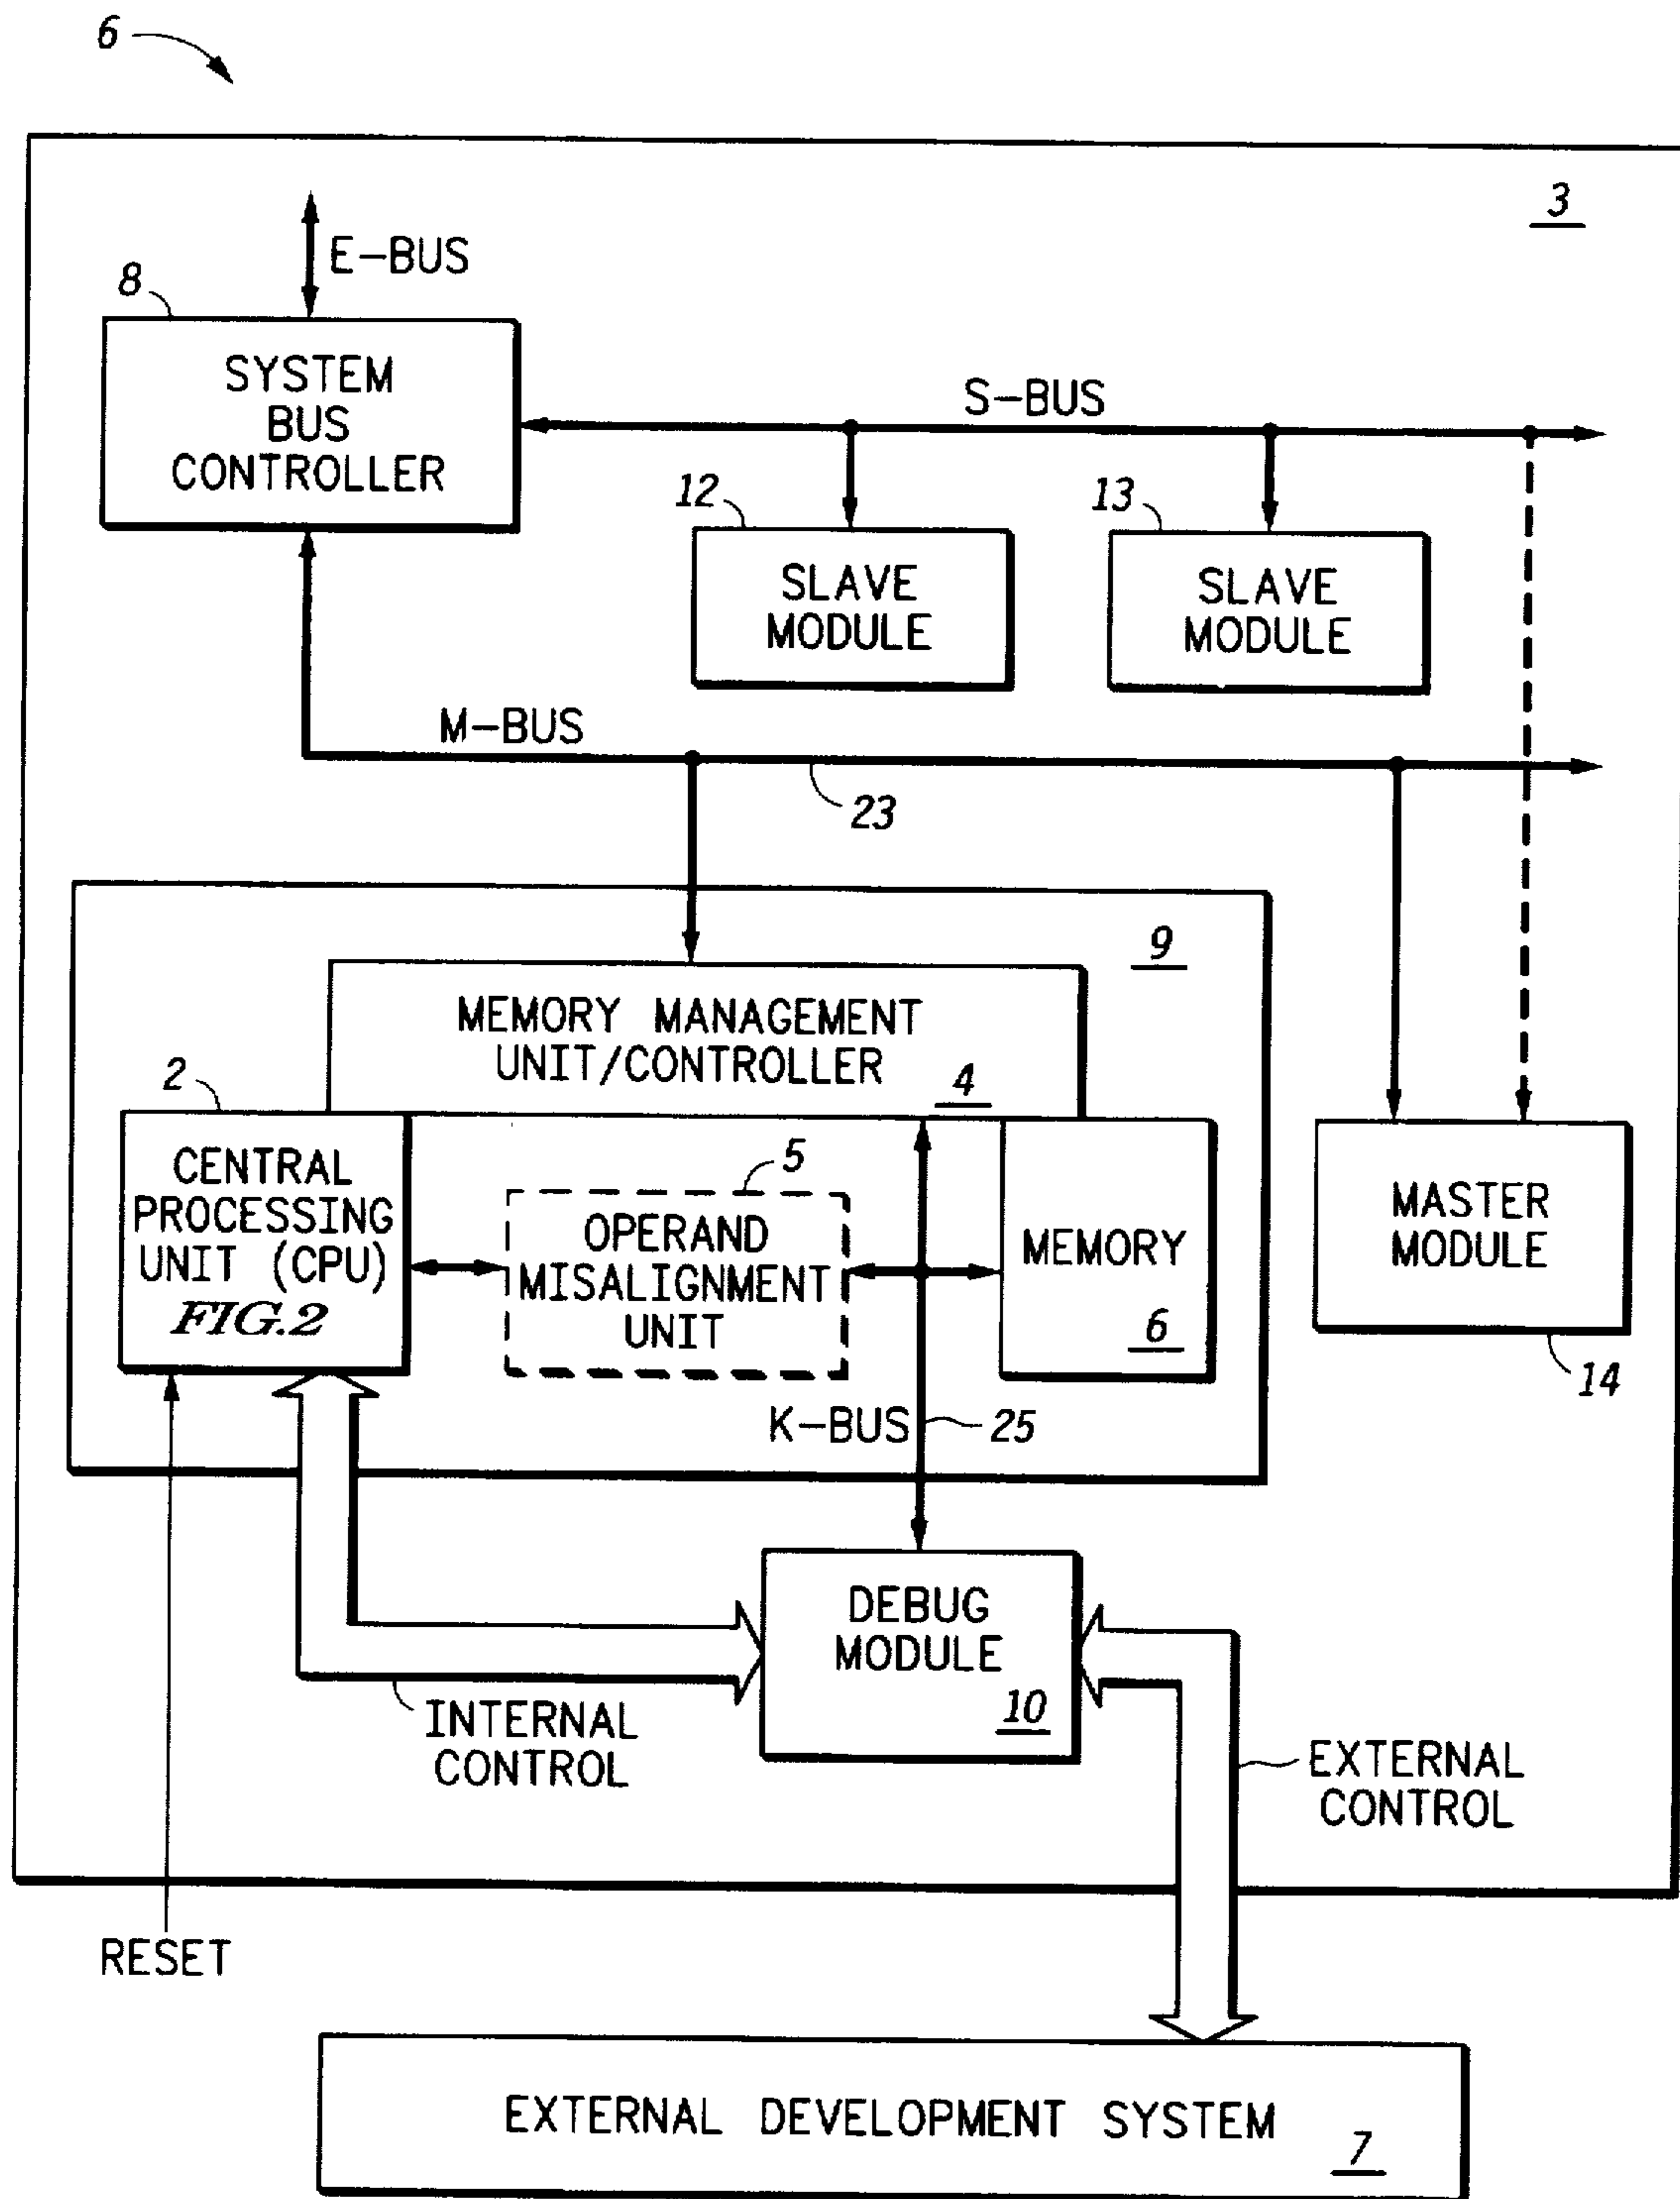 6
3
E-BUS
8
SYSTEM
BUS
CONTROLLER
S-BUS
12
SLAVE
MODULE
13
SLAVE
MODULE
M-BUS
23
9
MEMORY MANAGEMENT
UNIT/CONTROLLER
4
2
CENTRAL
PROCESSING
UNIT (CPU)
FIG.2
5
OPERAND
MISALIGNMENT
UNIT
MEMORY
6
MASTER
MODULE
14
K-BUS
25
DEBUG
MODULE
10
INTERNAL
CONTROL
EXTERNAL
CONTROL
RESET
EXTERNAL DEVELOPMENT SYSTEM
7